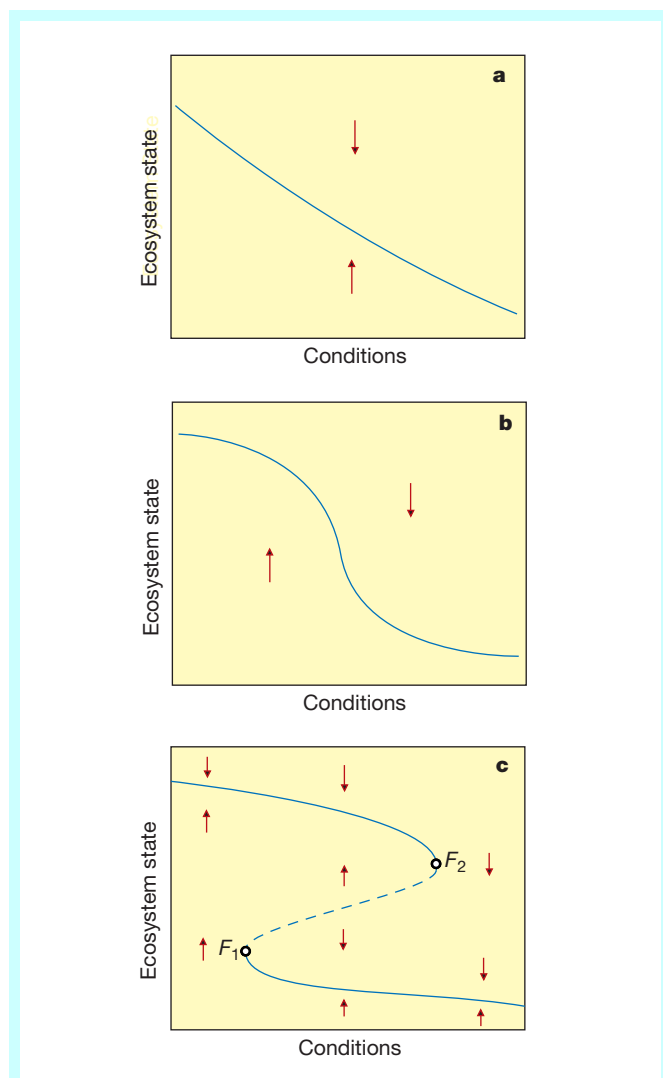 a
Ecosystem state
Conditions
b
Ecosystem state
Conditions
c
Ecosystem state
F2
F1
Conditions